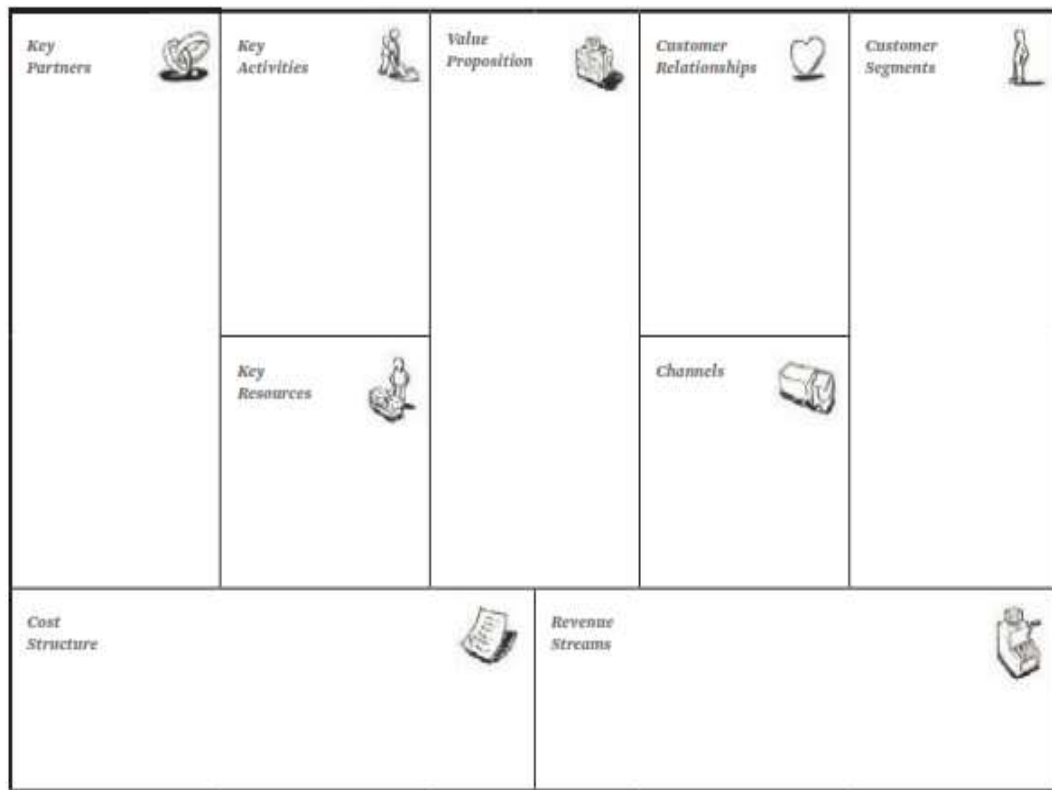 Key
Partners
Key
Activities
Value
Proposition
Customer
Relationships
Customer
Segments
Key
Resources
Channels
Cost
Structure
Revenue
Streams